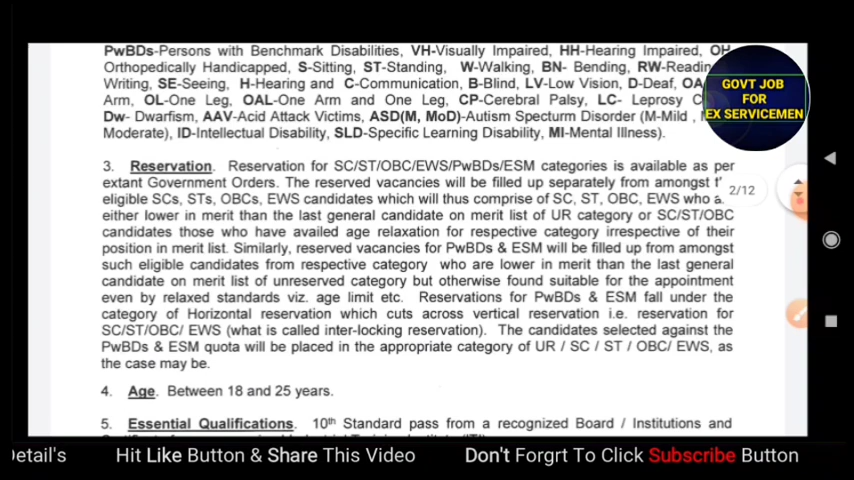 PwBDs-Persons with Benchmark Disabilities, VH-Visually Impaired, HH-Hearing Impaired, OH
Orthopedically Handicapped, S-Sitting, ST-Standing, W-Walking, BN- Bending, RW-Readin
Writing, SE-Seeing, H-Hearing and C-Communication, B-Blind, LV-Low Vision, D-Deaf, OA
Arm, OL-One Leg, OAL-One Arm and One Leg, CP-Cerebral Palsy, LC- Leprosy C
Dw- Dwarfism, AAV-Acid Attack Victims, ASD(M, MoD)-Autism Specturm Disorder (M-Mild ,
Moderate), ID-Intellectual Disability, SLD-Specific Learning Disability, MI-Mental Illness).
GOVT JOB
FOR
EX SERVICEMEN
3. Reservation. Reservation for SC/ST/OBC/EWS/PwBDs/ESM categories is available as per
extant Government Orders. The reserved vacancies will be filled up separately from amongst t
eligible SCs, STs, OBCs, EWS candidates which will thus comprise of SC, ST, OBC, EWS who a
either lower in merit than the last general candidate on merit list of UR category or SC/ST/OBC
candidates those who have availed age relaxation for respective category irrespective of their
position in merit list. Similarly, reserved vacancies for PwBDs & ESM will be filled up from amongst
such eligible candidates from respective category who are lower in merit than the last general
candidate on merit list of unreserved category but otherwise found suitable for the appointment
even by relaxed standards viz. age limit etc. Reservations for PwBDs & ESM fall under the
category of Horizontal reservation which cuts across vertical reservation i.e. reservation for
SC/ST/OBC/ EWS (what is called inter-locking reservation). The candidates selected against the
PwBDs & ESM quota will be placed in the appropriate category of UR / SC / ST / OBC/ EWS, as
the case may be.
2/12
4. Age. Between 18 and 25 years.
5. Essential Qualifications. 10th Standard pass from a recognized Board / Institutions and
Detail's Hit Like Button & Share This Video Don't Forgrt To Click Subscribe Button